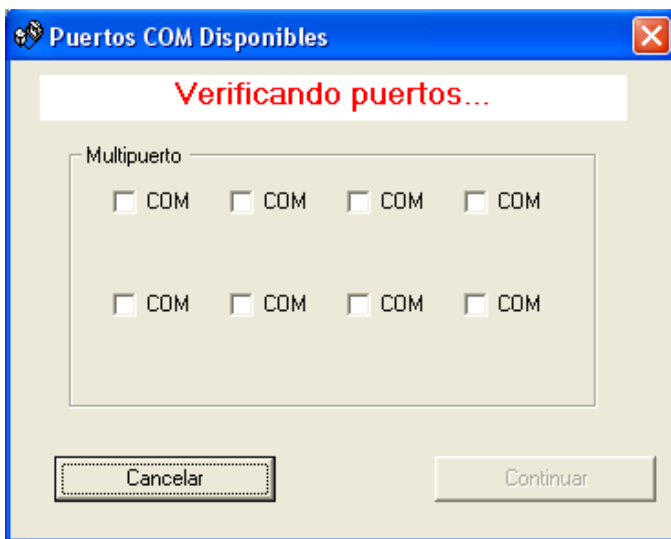 Puertos COM Disponibles
Verificando puertos...
Multipuerto
COM COM COM COM
COM COM COM COM
Cancelar Continuar